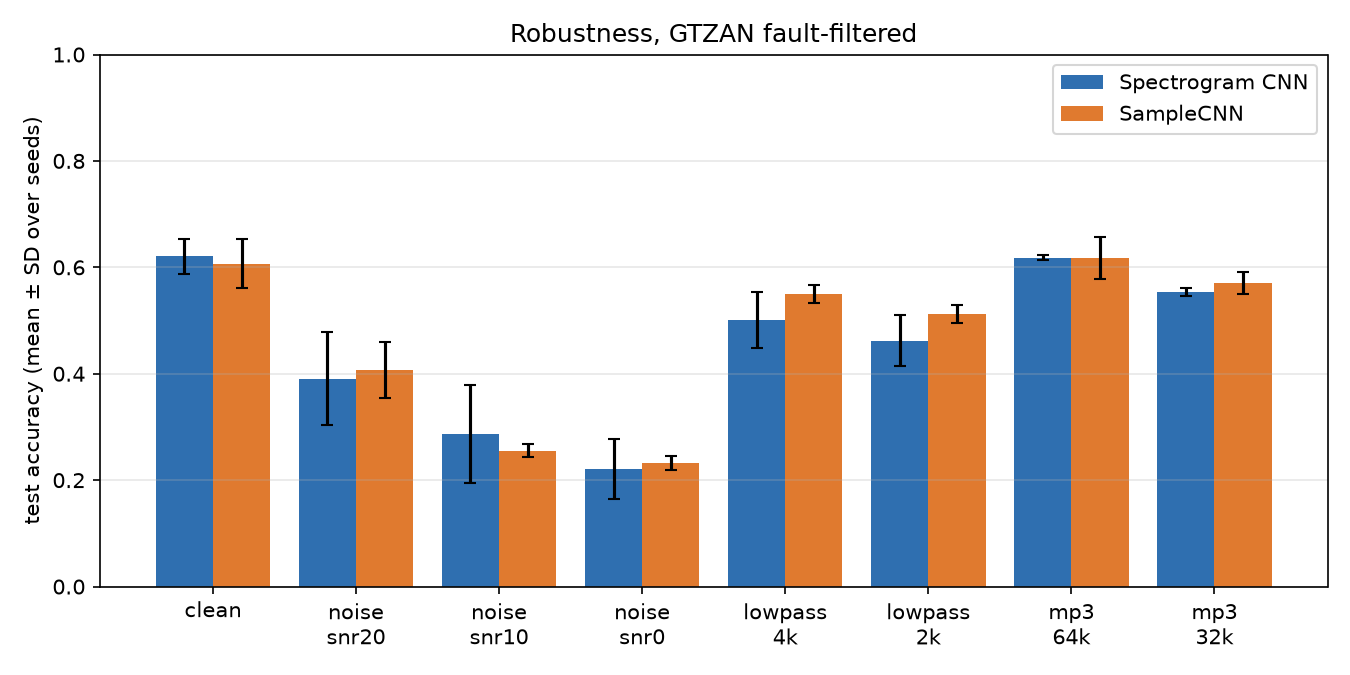 Robustness, GTZAN fault-filtered
test accuracy (mean ± SD over seeds)
1.0
0.8
0.6
0.4
0.2
0.0
Spectrogram CNN
SampleCNN
clean
noise
snr20
noise
snr10
noise
snr0
lowpass
4k
lowpass
2k
mp3
64k
mp3
32k